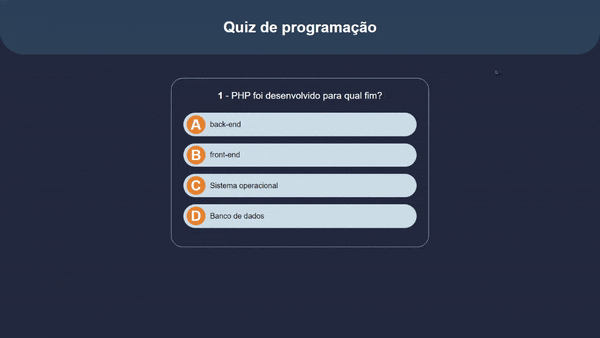 Quiz de programação
1 - PHP foi desenvolvido para qual fim?
A back-end
B front-end
C Sistema operacional
D Banco de dados